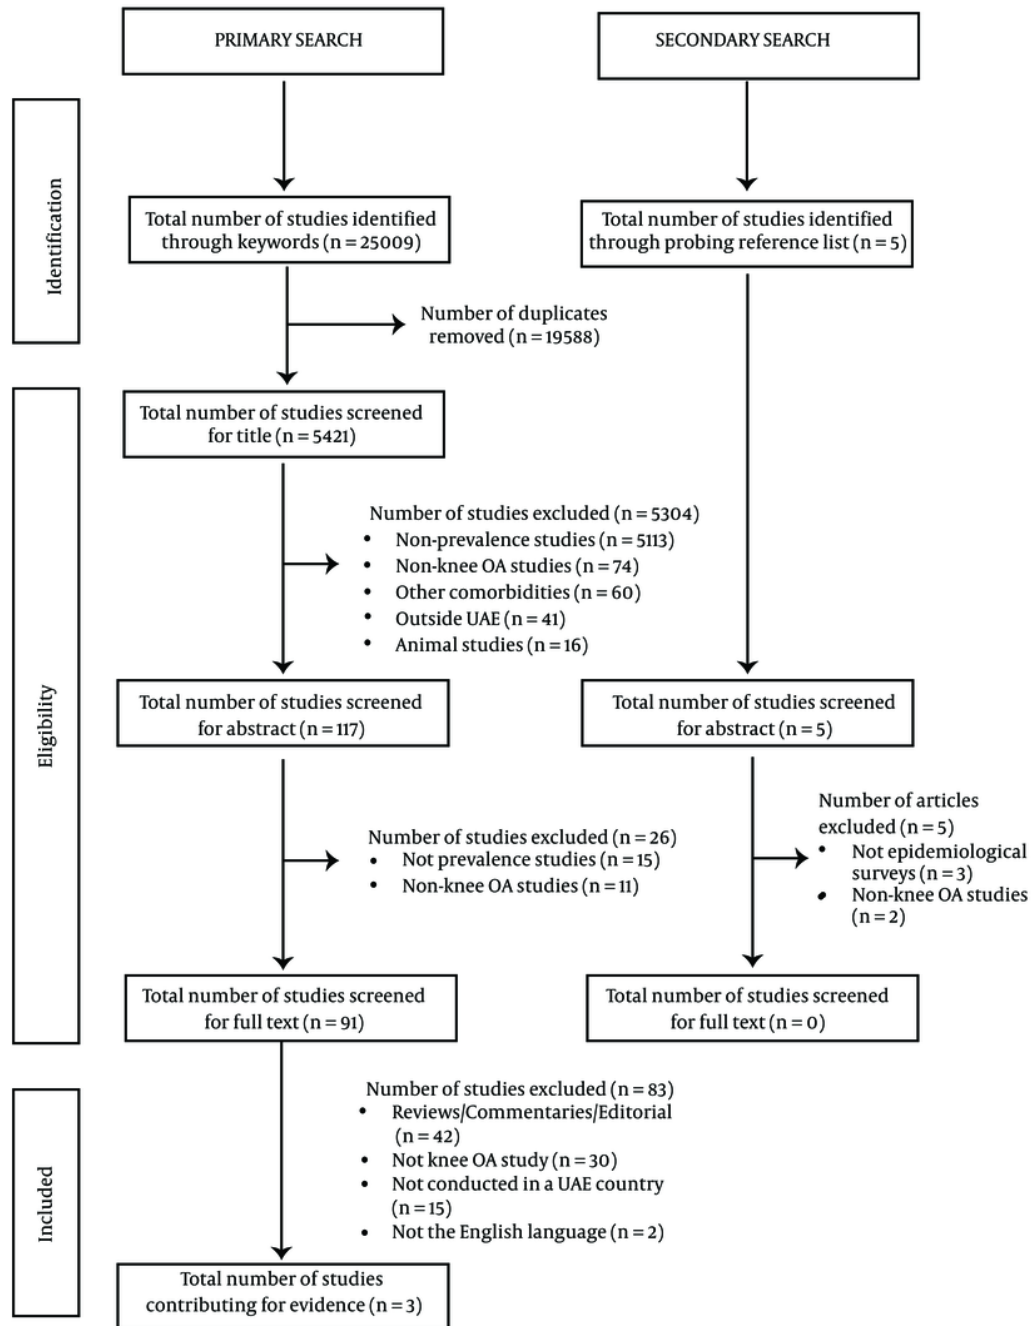 PRIMARY SEARCH
SECONDARY SEARCH
Identification
Total number of studies identified
through keywords (n = 25009)
Total number of studies identified
through probing reference list (n = 5)
Number of duplicates
removed (n = 19588)
Eligibility
Total number of studies screened
for title (n = 5421)
Number of studies excluded (n = 5304)
• Non-prevalence studies (n = 5113)
• Non-knee OA studies (n = 74)
• Other comorbidities (n = 60)
• Outside UAE (n = 41)
• Animal studies (n = 16)
Total number of studies screened
for abstract (n = 117)
Total number of studies screened
for abstract (n = 5)
Number of studies excluded (n = 26)
• Not prevalence studies (n = 15)
• Non-knee OA studies (n = 11)
Number of articles
excluded (n = 5)
• Not epidemiological
surveys (n = 3)
• Non-knee OA studies
(n = 2)
Total number of studies screened
for full text (n = 91)
Total number of studies screened
for full text (n = 0)
Included
Number of studies excluded (n = 83)
• Reviews/Commentaries/Editorial
(n = 42)
• Not knee OA study (n = 30)
• Not conducted in a UAE country
(n = 15)
• Not the English language (n = 2)
Total number of studies
contributing for evidence (n = 3)